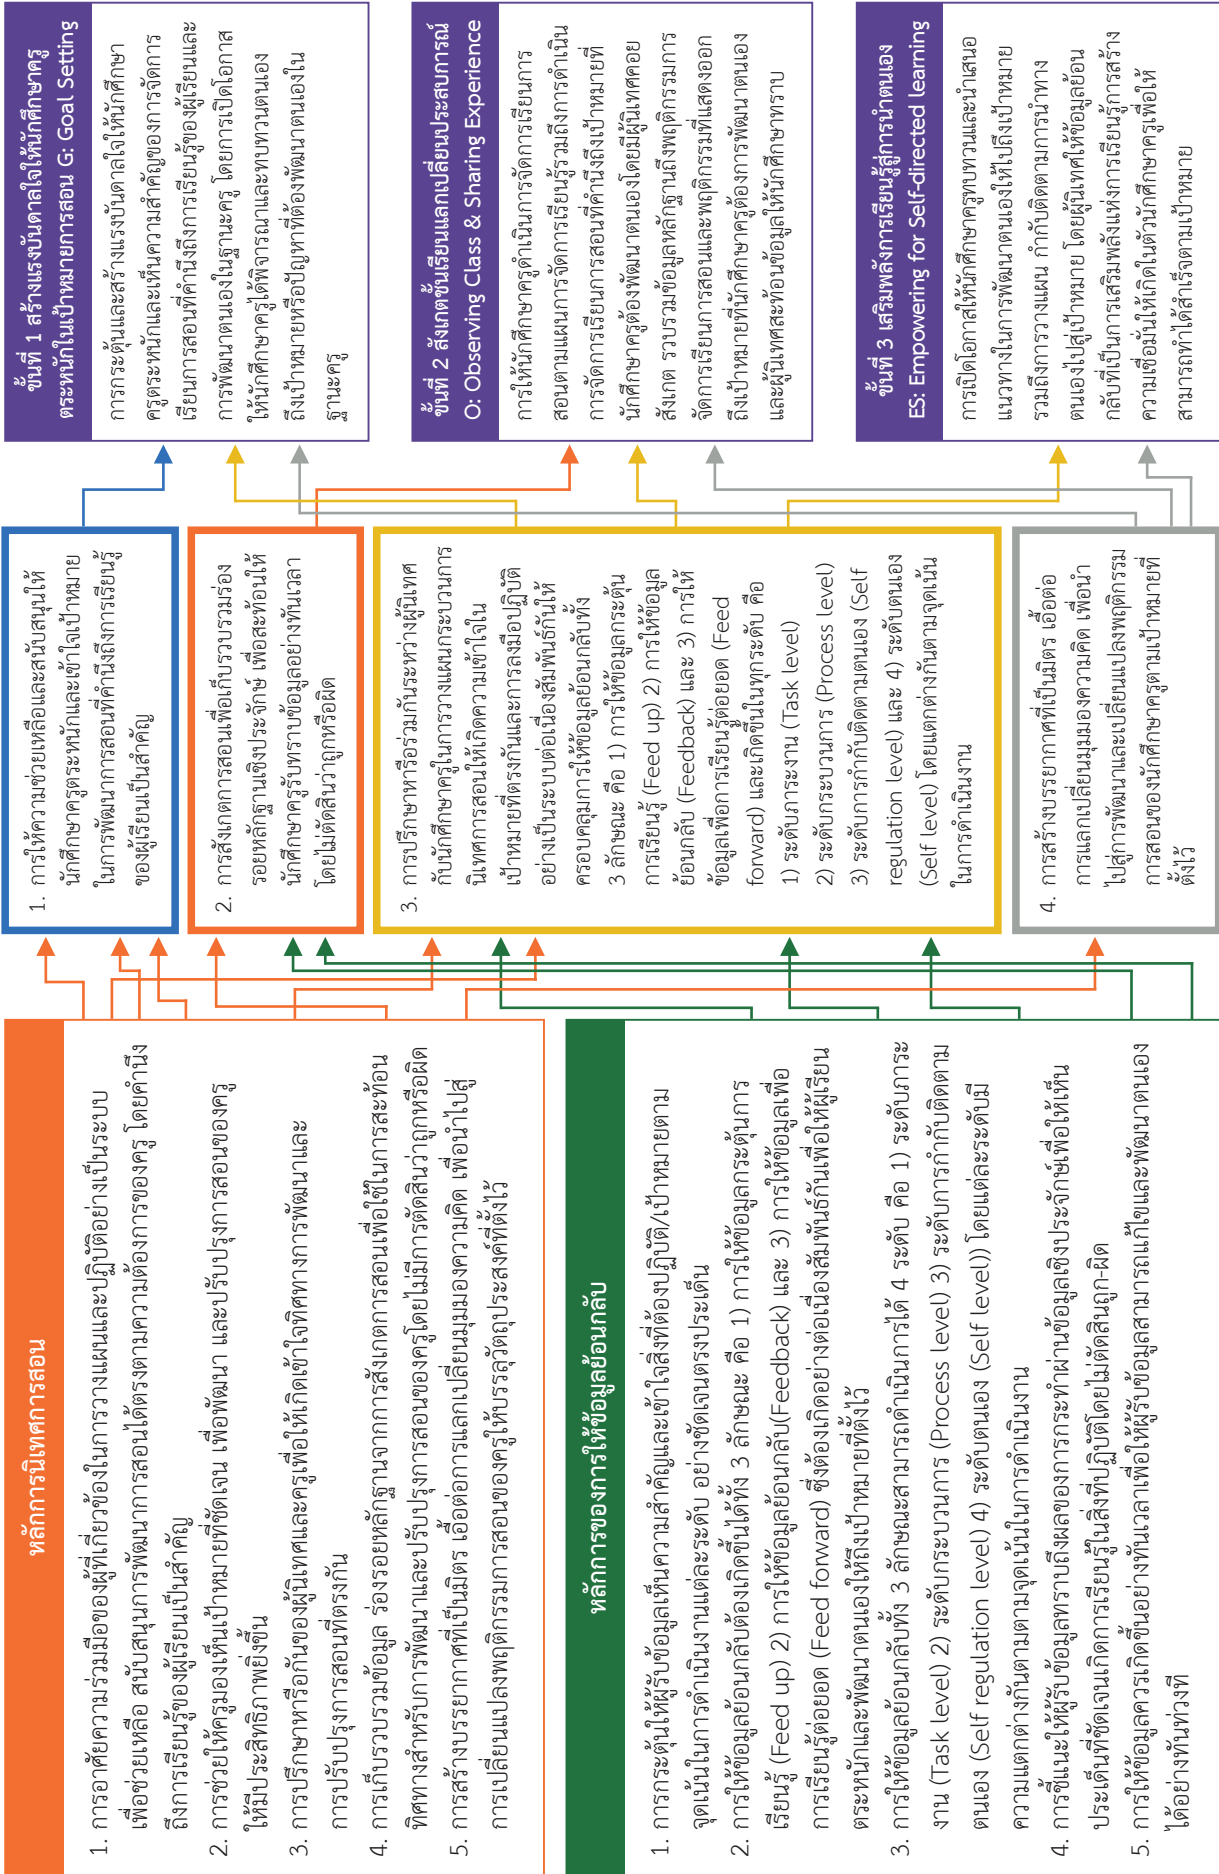 หลักการนิเทศการสอน
1. การอาศัยความร่วมมือของผู้ที่เกี่ยวข้องในการวางแผนและปฏิบัติอย่างเป็นระบบ
เพื่อช่วยเหลือ สนับสนุนการพัฒนาการสอนได้ตรงตามความต้องการของครู โดยคำนึง
ถึงการเรียนรู้ของผู้เรียนเป็นสำคัญ
2. การช่วยให้ครูมองเห็นเป้าหมายที่ชัดเจน เพื่อพัฒนา และปรับปรุงการสอนของครู
ให้มีประสิทธิภาพยิ่งขึ้น
3. การปรึกษาหารือกันของผู้นิเทศและครูเพื่อให้เกิดเข้าใจทิศทางการพัฒนาและ
การปรับปรุงการสอนที่ตรงกัน
4. การเก็บรวบรวมข้อมูล ร่องรอยหลักฐานจากการสังเกตการสอนเพื่อใช้ในการสะท้อน
ทิศทางสำหรับการพัฒนาและปรับปรุงการสอนของครูโดยไม่มีการตัดสินว่าถูกหรือผิด
5. การสร้างบรรยากาศที่เป็นมิตร เอื้อต่อการแลกเปลี่ยนมุมมองความคิด เพื่อนำไปสู่
การเปลี่ยนแปลงพฤติกรรมการสอนของครูให้บรรลุวัตถุประสงค์ที่ตั้งไว้
หลักการของการให้ข้อมูลย้อนกลับ
1. การกระตุ้นให้ผู้รับข้อมูลเห็นความสำคัญและเข้าใจสิ่งที่ต้องปฏิบัติ/เป้าหมายตาม
จุดเน้นในการดำเนินงานแต่ละระดับ อย่างชัดเจนตรงประเด็น
2. การให้ข้อมูลย้อนกลับต้องเกิดขึ้นได้ทั้ง 3 ลักษณะ คือ 1) การให้ข้อมูลกระตุ้นการ
เรียนรู้ (Feed up) 2) การให้ข้อมูลย้อนกลับ(Feedback) และ 3) การให้ข้อมูลเพื่อ
การเรียนรู้ต่อยอด (Feed forward) ซึ่งต้องเกิดอย่างต่อเนื่องสัมพันธ์กันเพื่อให้ผู้เรียน
ตระหนักและพัฒนาตนเองให้ถึงเป้าหมายที่ตั้งไว้
3. การให้ข้อมูลย้อนกลับทั้ง 3 ลักษณะสามารถดำเนินการได้ 4 ระดับ คือ 1) ระดับภาระ
งาน (Task level) 2) ระดับกระบวนการ (Process level) 3) ระดับการกำกับติดตาม
ตนเอง (Self regulation level) 4) ระดับตนเอง (Self level)) โดยแต่ละระดับมี
ความแตกต่างกันตามตามจุดเน้นในการดำเนินงาน
4. การชี้แนะให้ผู้รับข้อมูลทราบถึงผลของการกระทำผ่านข้อมูลเชิงประจักษ์เพื่อให้เห็น
ประเด็นที่ชัดเจนเกิดการเรียนรู้ในสิ่งที่ปฏิบัติโดยไม่ตัดสินถูก-ผิด
5. การให้ข้อมูลควรเกิดขึ้นอย่างทันเวลาเพื่อให้ผู้รับข้อมูลสามารถแก้ไขและพัฒนาตนเอง
ได้อย่างทันท่วงที
1. การให้ความช่วยเหลือและสนับสนุนให้
นักศึกษาครูตระหนักและเข้าใจเป้าหมาย
ในการพัฒนาการสอนที่คำนึงถึงการเรียนรู้
ของผู้เรียนเป็นสำคัญ
2. การสังเกตการสอนเพื่อเก็บรวบรวมร่อง
รอยหลักฐานเชิงประจักษ์ เพื่อสะท้อนให้
นักศึกษาครูรับทราบข้อมูลอย่างทันเวลา
โดยไม่ได้ตัดสินว่าถูกหรือผิด
3. การปรึกษาหารือร่วมกันระหว่างผู้นิเทศ
กับนักศึกษาครูในการวางแผนกระบวนการ
นิเทศการสอนให้เกิดความเข้าใจใน
เป้าหมายที่ตรงกันและการลงมือปฏิบัติ
อย่างเป็นระบบต่อเนื่องสัมพันธ์กันให้
ครอบคลุมการให้ข้อมูลย้อนกลับทั้ง
3 ลักษณะ คือ 1) การให้ข้อมูลกระตุ้น
การเรียนรู้ (Feed up) 2) การให้ข้อมูล
ย้อนกลับ (Feedback) และ 3) การให้
ข้อมูลเพื่อการเรียนรู้ต่อยอด (Feed
forward) และเกิดขึ้นในทุกระดับ คือ
1) ระดับภาระงาน (Task level)
2) ระดับกระบวนการ (Process level)
3) ระดับการกำกับติดตามตนเอง (Self
regulation level) และ 4) ระดับตนเอง
(Self level) โดยแตกต่างกันตามจุดเน้น
ในการดำเนินงาน
4. การสร้างบรรยากาศที่เป็นมิตร เอื้อต่อ
การแลกเปลี่ยนมุมมองความคิด เพื่อนำ
ไปสู่การพัฒนาและเปลี่ยนแปลงพฤติกรรม
การสอนของนักศึกษาครูตามเป้าหมายที่
ตั้งไว้
ขั้นที่ 1 สร้างแรงบันดาลใจให้นักศึกษาครู
ตระหนักในเป้าหมายการสอน G: Goal Setting
การกระตุ้นและสร้างแรงบันดาลใจให้นักศึกษา
ครูตระหนักและเห็นความสำคัญของการจัดการ
เรียนการสอนที่คำนึงถึงการเรียนรู้ของผู้เรียนและ
การพัฒนาตนเองในฐานะครู โดยการเปิดโอกาส
ให้นักศึกษาครูได้พิจารณาและทบทวนตนเอง
ถึงเป้าหมายหรือปัญหาที่ต้องพัฒนาตนเองใน
ฐานะครู
ขั้นที่ 2 สังเกตชั้นเรียนแลกเปลี่ยนประสบการณ์
O: Observing Class & Sharing Experience
การให้นักศึกษาครูดำเนินการจัดการเรียนการ
สอนตามแผนการจัดการเรียนรู้รวมถึงการดำเนิน
การจัดการเรียนการสอนที่คำนึงถึงเป้าหมายที่
นักศึกษาครูต้องพัฒนาตนเองโดยมีผู้นิเทศคอย
สังเกต รวบรวมข้อมูลหลักฐานถึงพฤติกรรมการ
จัดการเรียนการสอนและพฤติกรรมที่แสดงออก
ถึงเป้าหมายที่นักศึกษาครูต้องการพัฒนาตนเอง
และผู้นิเทศสะท้อนข้อมูลให้นักศึกษาทราบ
ขั้นที่ 3 เสริมพลังการเรียนรู้สู่การนำตนเอง
ES: Empowering for Self-directed learning
การเปิดโอกาสให้นักศึกษาครูทบทวนและนำเสนอ
แนวทางในการพัฒนาตนเองให้ไปถึงเป้าหมาย
รวมถึงการวางแผน กำกับติดตามการนำทาง
ตนเองไปสู่เป้าหมาย โดยผู้นิเทศให้ข้อมูลย้อน
กลับที่เป็นการเสริมพลังแห่งการเรียนรู้การสร้าง
ความเชื่อมั่นให้เกิดในตัวนักศึกษาครูเพื่อให้
สามารถทำได้สำเร็จตามเป้าหมาย